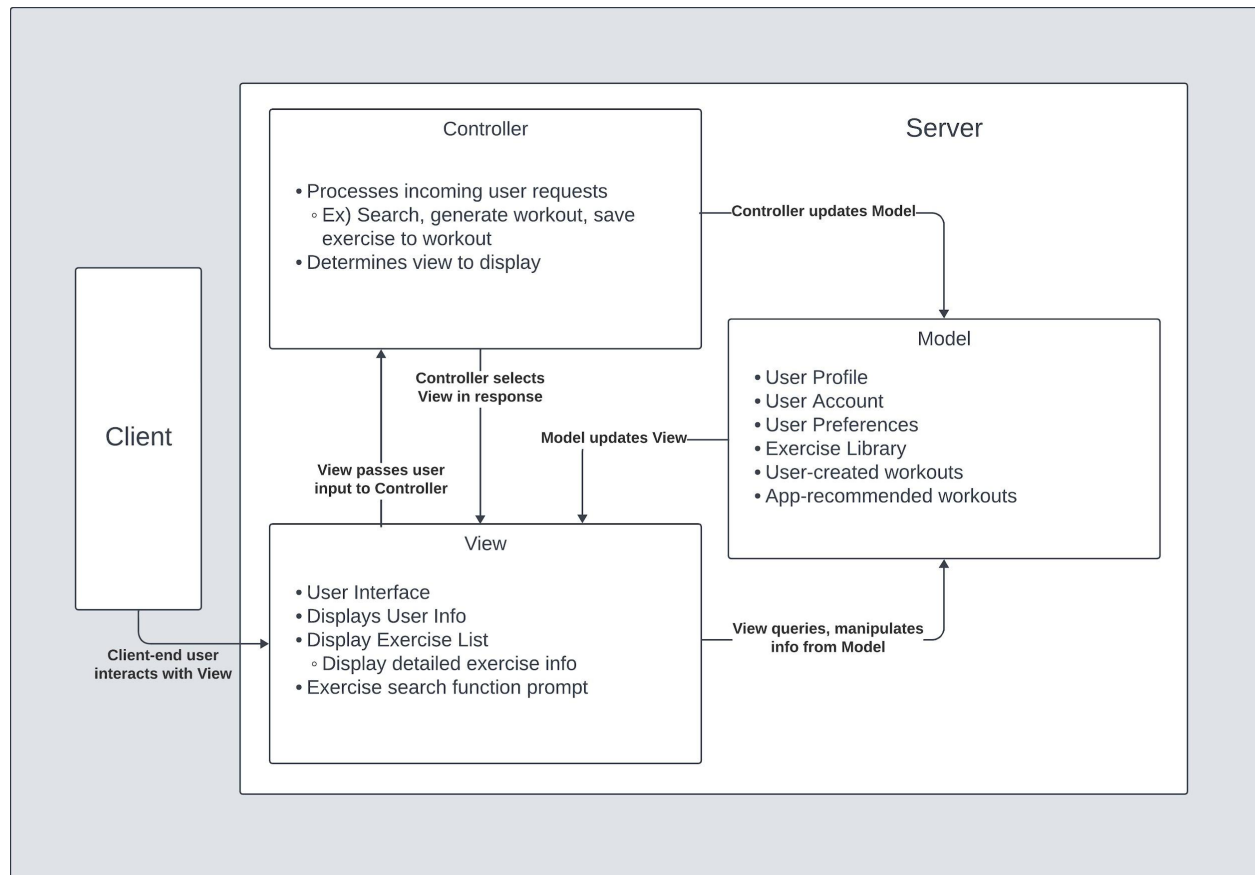 Controller
• Processes incoming user requests
◦ Ex) Search, generate workout, save
exercise to workout
• Determines view to display
Server
Controller updates Model
Client
Controller selects
View in response
View passes user
input to Controller
Model updates View
Model
• User Profile
• User Account
• User Preferences
• Exercise Library
• User-created workouts
• App-recommended workouts
View
• User Interface
• Displays User Info
• Display Exercise List
◦ Display detailed exercise info
• Exercise search function prompt
Client-end user
interacts with View
View queries, manipulates
info from Model